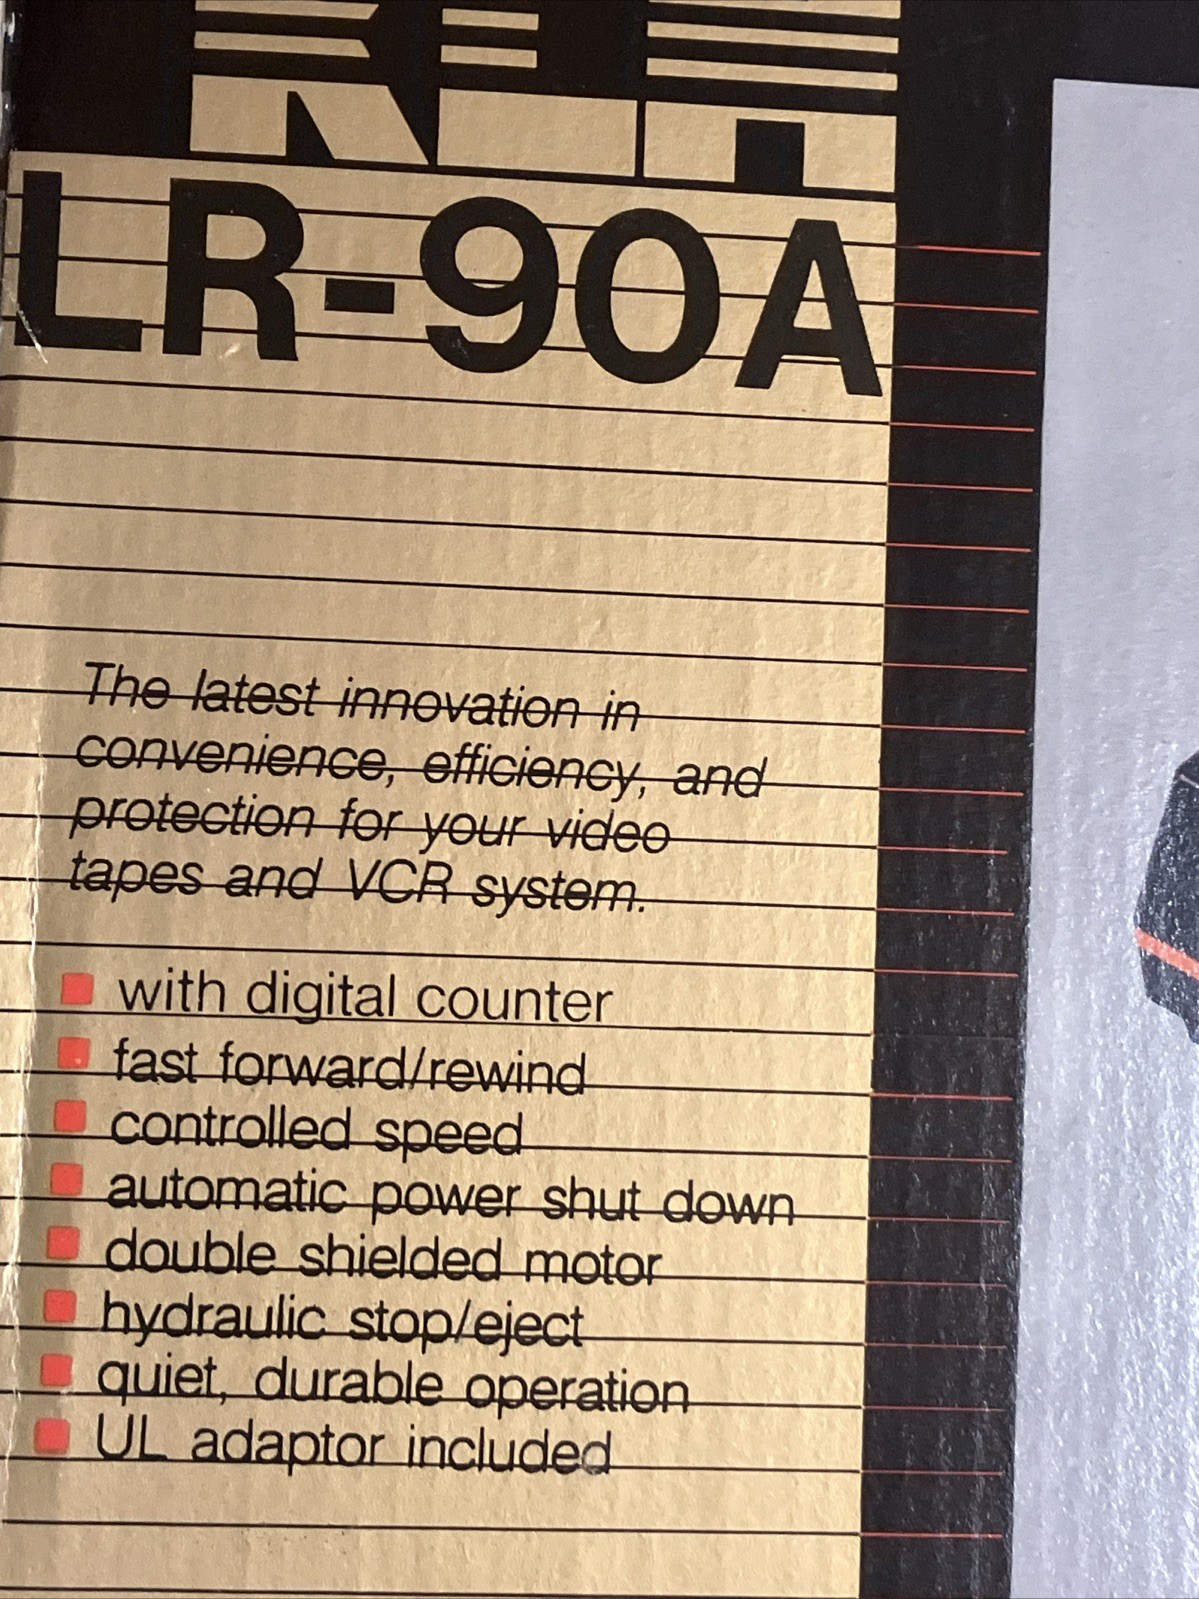 LR-90A
The latest innovation in
convenience, efficiency, and
protection for your video
tapes and VCR system.
with digital counter
fast forward/rewind
controlled speed
automatic power shut down
double shielded motor
hydraulic stop/eject
quiet, durable operation
UL adaptor included